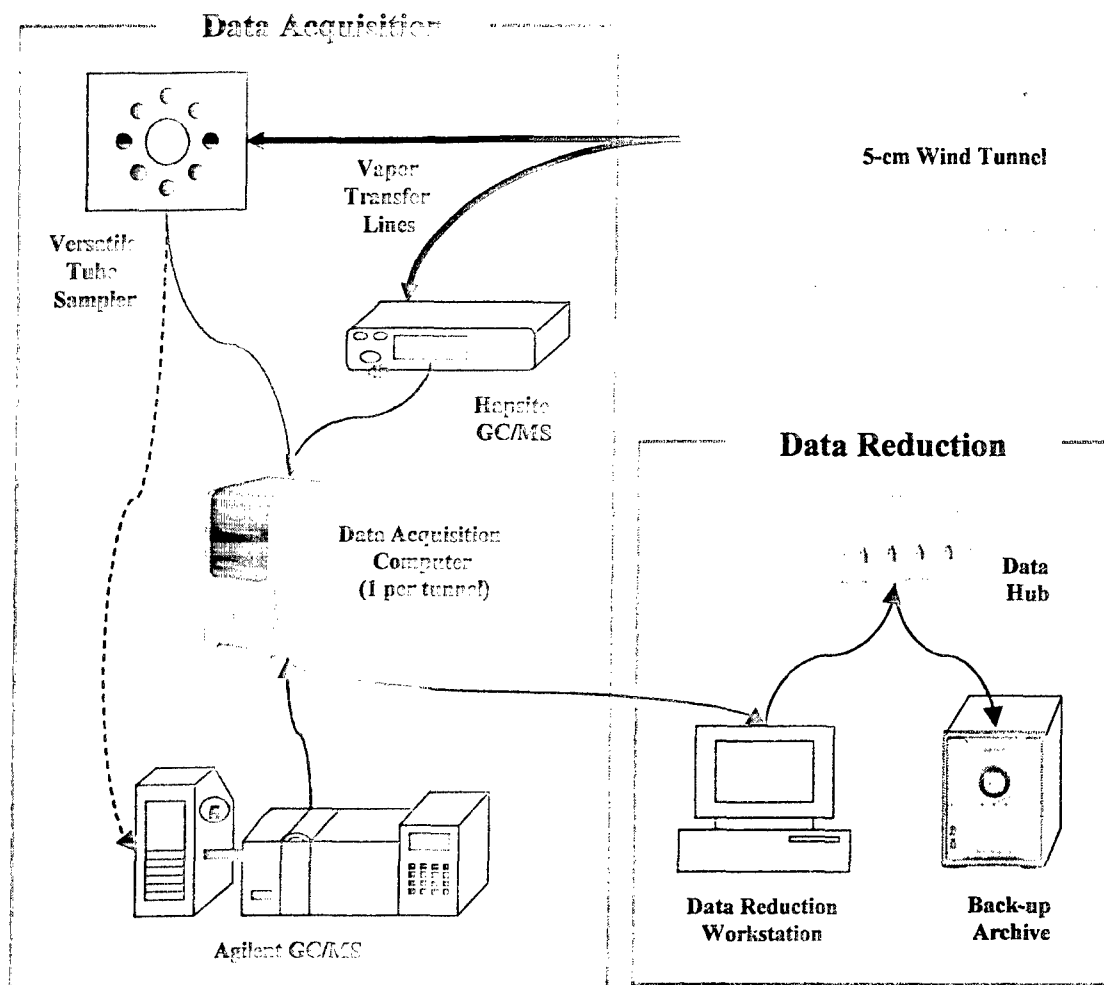 Data Acquisition
5-cm Wind Tunnel
Vapor
Transfer
Lines
Versatile
Tube
Sampler
Hapsite
GC/MS
Data Reduction
Data Acquisition
Computer
(1 per tunnel)
Data
Hub
Data Reduction
Workstation
Back-up
Archive
Agilent GC/MS